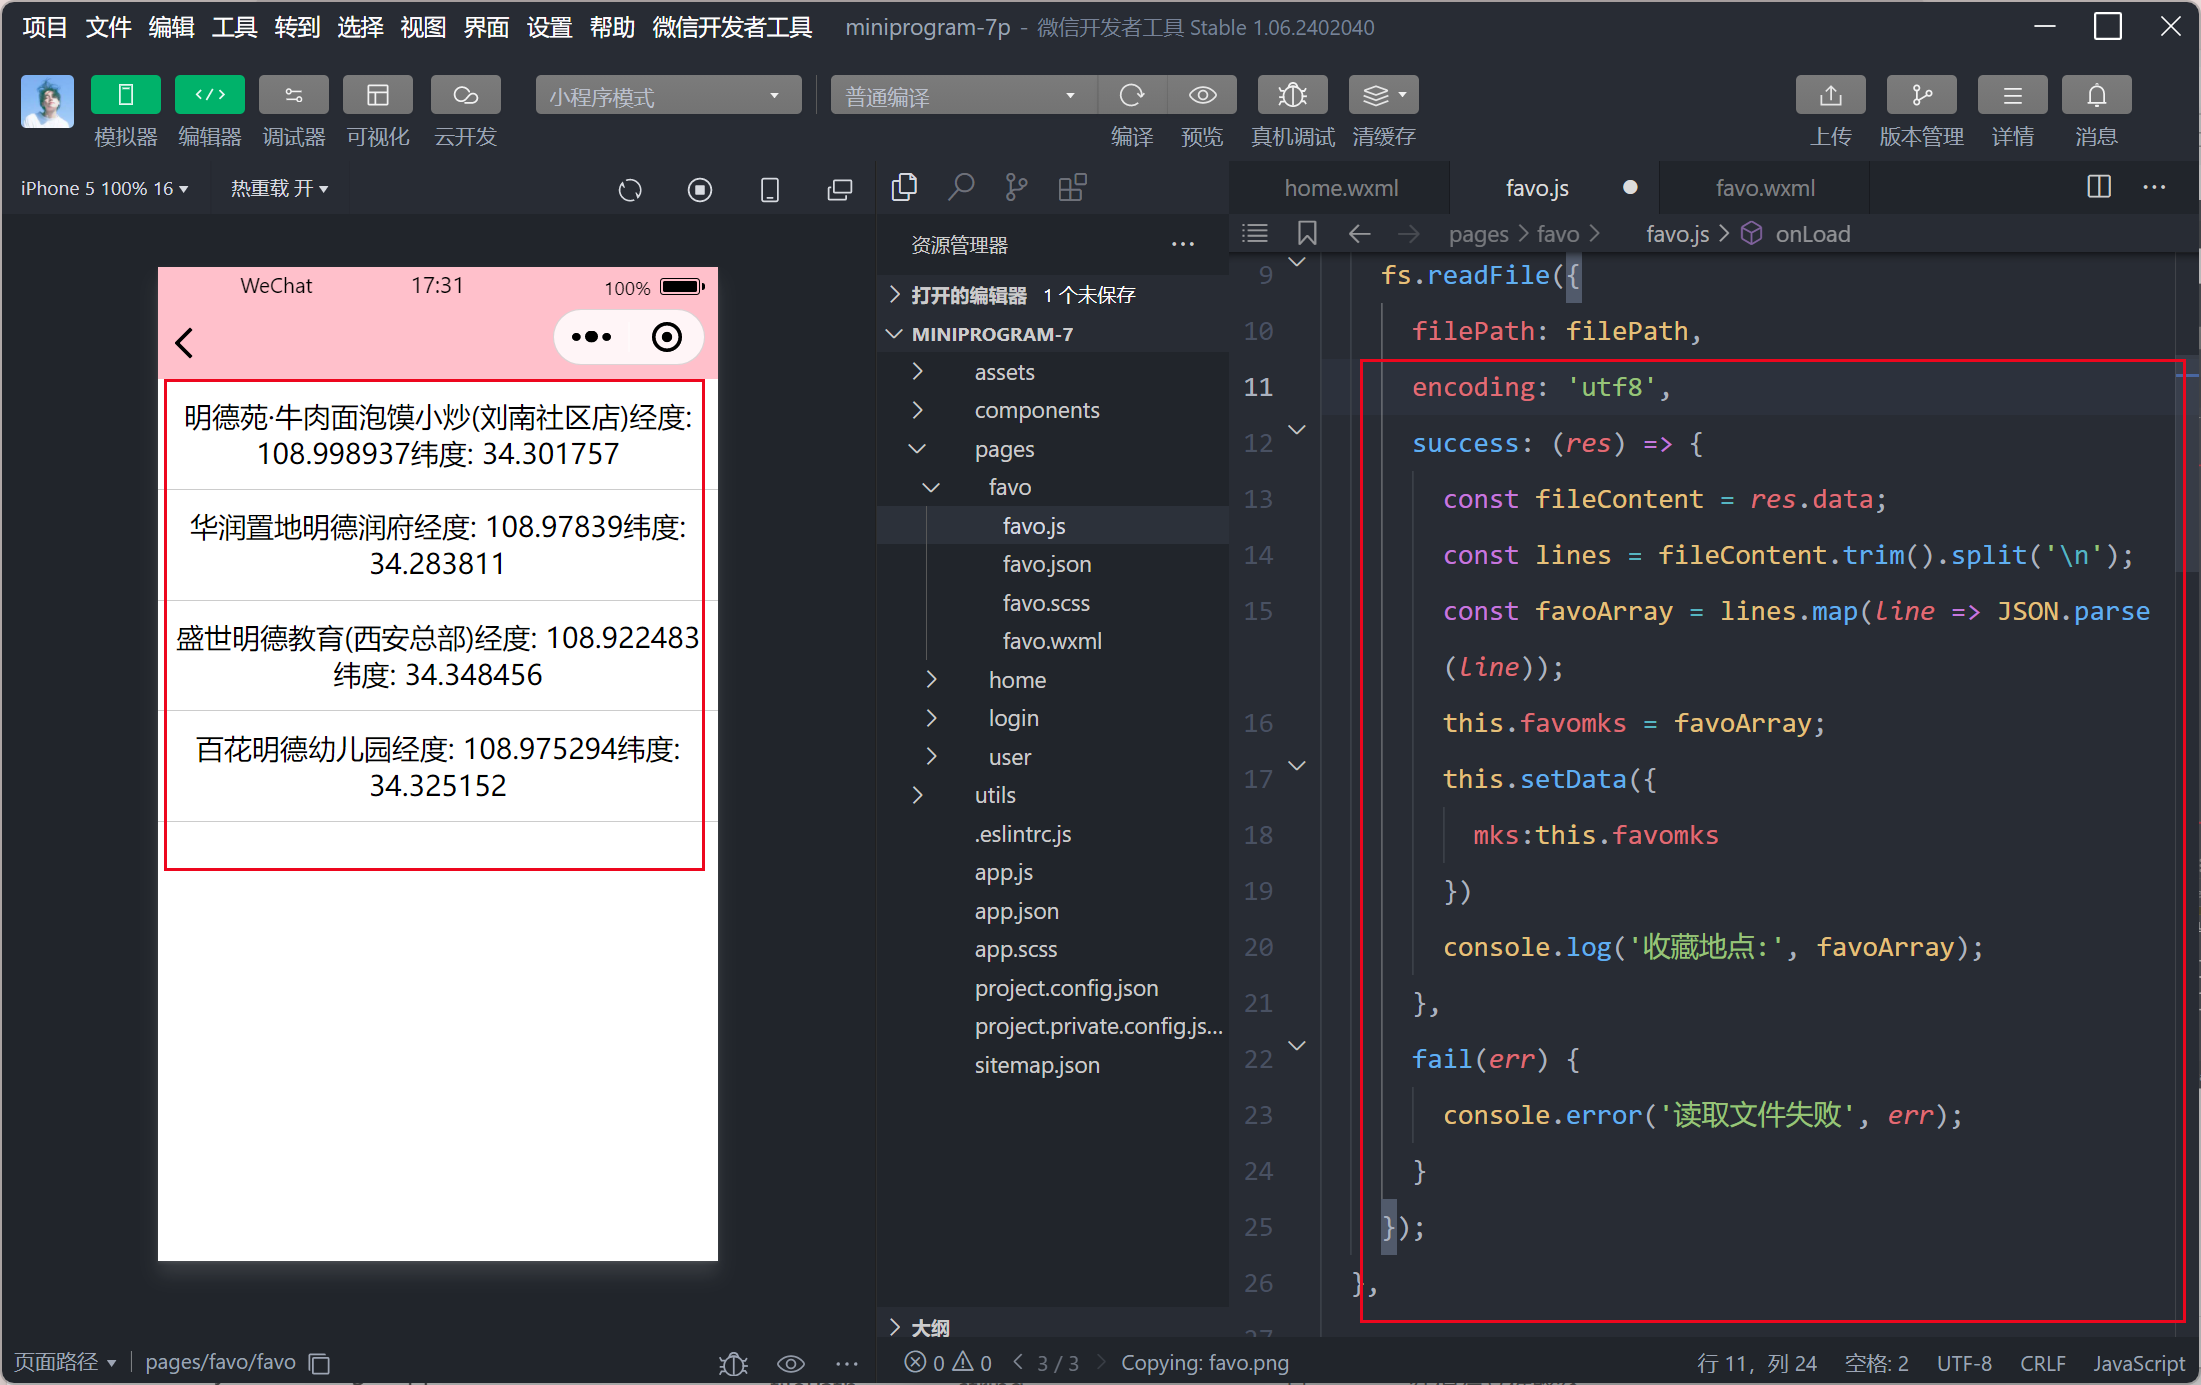 项目 文件 编辑 工具 转到 选择 视图 界面 设置 帮助 微信开发者工具 miniprogram-7p - 微信开发者工具 Stable 1.06.2402040
小程序模式 普通编译
模拟器 编辑器 调试器 可视化 云开发 编译 预览 真机调试 清缓存 上传 版本管理 详情 消息
iPhone 5 100% 16 热重载 开
WeChat 17:31 100%
明德苑·牛肉面泡馍小炒(刘南社区店)经度:
108.998937纬度: 34.301757
华润置地明德润府经度: 108.97839纬度:
34.283811
盛世明德教育(西安总部)经度: 108.922483
纬度: 34.348456
百花明德幼儿园经度: 108.975294纬度:
34.325152
页面路径 pages/favo/favo
资源管理器
打开的编辑器 1 个未保存
MINIPROGRAM-7
assets
components
pages
favo
favo.js
favo.json
favo.scss
favo.wxml
home
login
user
utils
.eslintrc.js
app.js
app.json
app.scss
project.config.json
project.private.config.js...
sitemap.json
大纲
home.wxml favo.js favo.wxml
pages > favo > favo.js > onLoad
9 fs.readFile({
10 filePath: filePath,
11 encoding: 'utf8',
12 success: (res) => {
13 const fileContent = res.data;
14 const lines = fileContent.trim().split('\n');
15 const favoArray = lines.map(line => JSON.parse
(line));
16 this.favomks = favoArray;
17 this.setData({
18 mks:this.favomks
19 })
20 console.log('收藏地点:', favoArray);
21 },
22 fail(err) {
23 console.error('读取文件失败', err);
24 }
25 });
26 },
0 0 3 / 3 Copying: favo.png 行 11，列 24 空格: 2 UTF-8 CRLF JavaScript